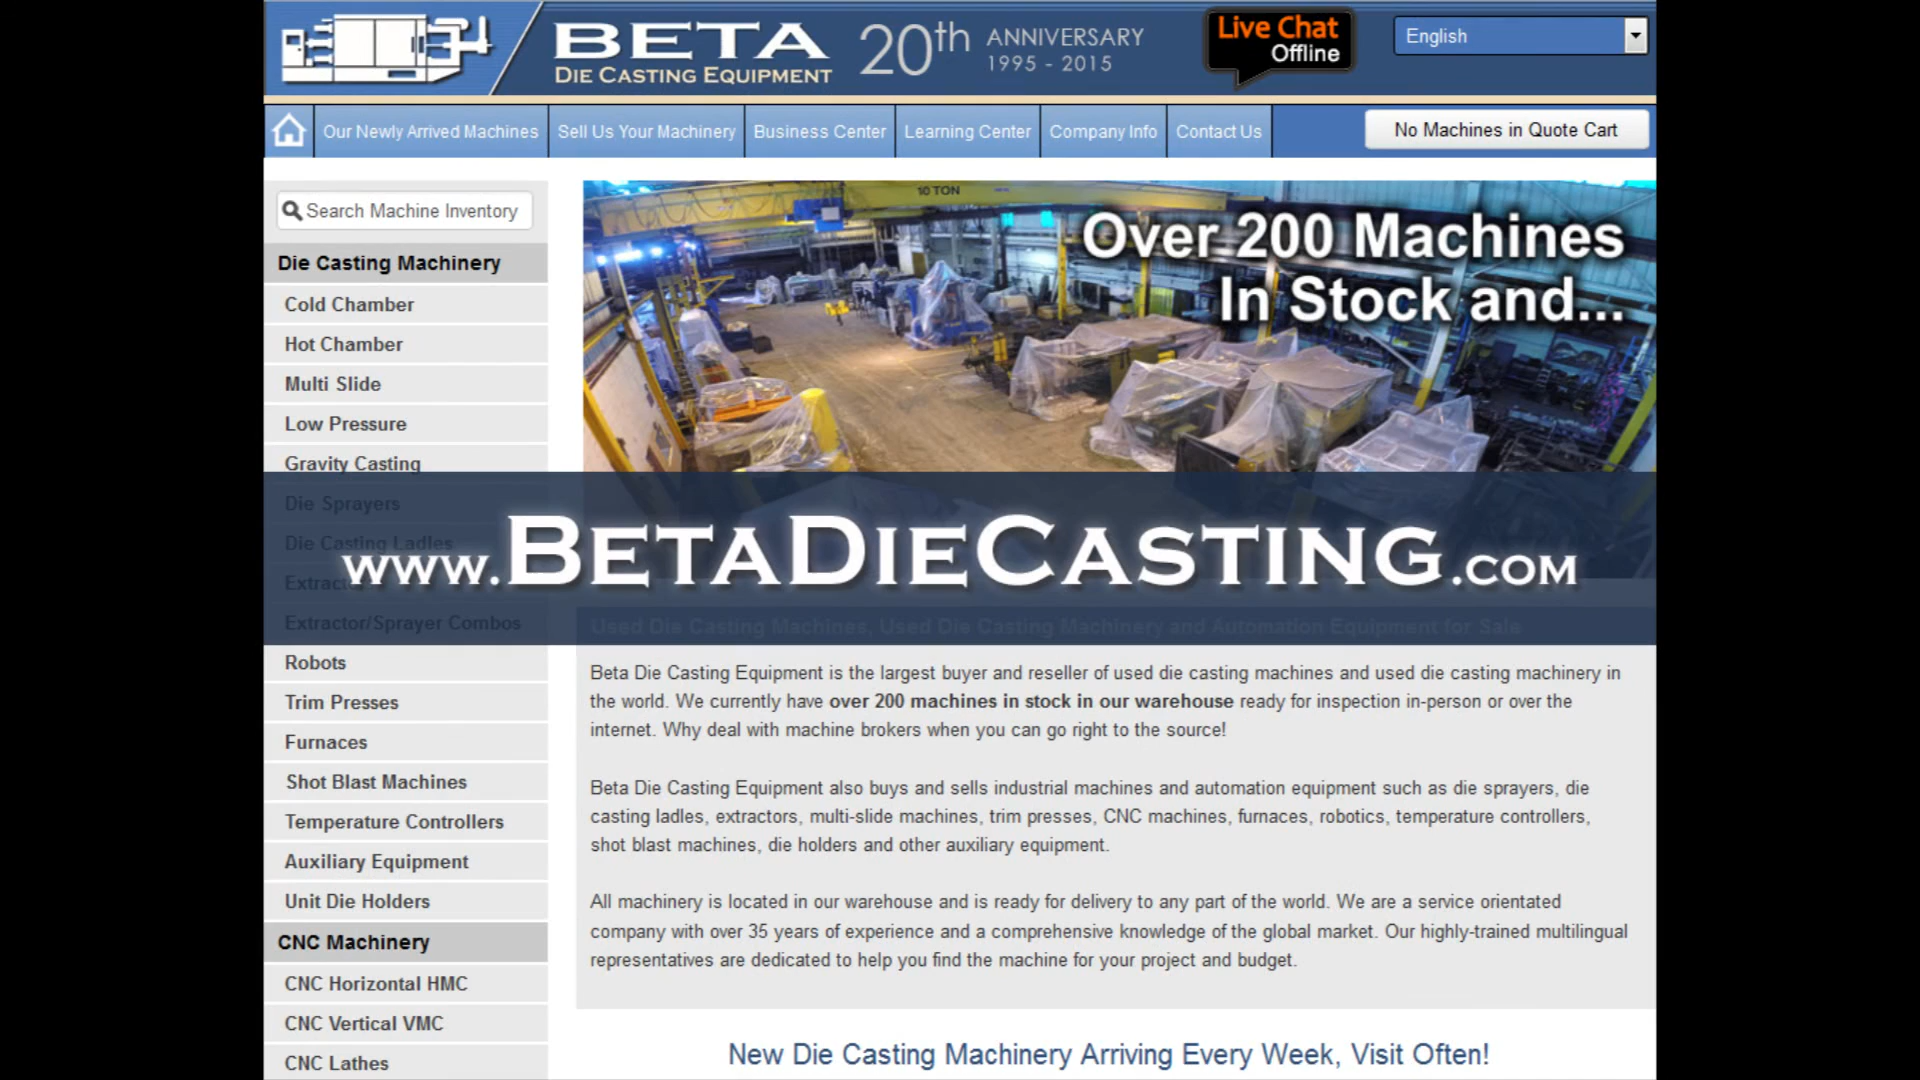 BETA
DIE CASTING EQUIPMENT
20th ANNIVERSARY
1995 - 2015
Live Chat
Offline
English
Our Newly Arrived Machines
Sell Us Your Machinery
Business Center
Learning Center
Company Info
Contact Us
No Machines in Quote Cart
Search Machine Inventory
Die Casting Machinery
Cold Chamber
Hot Chamber
Multi Slide
Low Pressure
Gravity Casting
Die Sprayers
Die Casting Ladles
Extractor/Sprayer Combos
Robots
Trim Presses
Furnaces
Shot Blast Machines
Temperature Controllers
Auxiliary Equipment
Unit Die Holders
CNC Machinery
CNC Horizontal HMC
CNC Vertical VMC
CNC Lathes
10 TON
Over 200 Machines
In Stock and...
www.BetaDieCasting.com
Used Die Casting Machines, Used Die Casting Machinery and Automation Equipment for Sale
Beta Die Casting Equipment is the largest buyer and reseller of used die casting machines and used die casting machinery in
the world. We currently have over 200 machines in stock in our warehouse ready for inspection in-person or over the
internet. Why deal with machine brokers when you can go right to the source!
Beta Die Casting Equipment also buys and sells industrial machines and automation equipment such as die sprayers, die
casting ladles, extractors, multi-slide machines, trim presses, CNC machines, furnaces, robotics, temperature controllers,
shot blast machines, die holders and other auxiliary equipment.
All machinery is located in our warehouse and is ready for delivery to any part of the world. We are a service orientated
company with over 35 years of experience and a comprehensive knowledge of the global market. Our highly-trained multilingual
representatives are dedicated to help you find the machine for your project and budget.
New Die Casting Machinery Arriving Every Week, Visit Often!